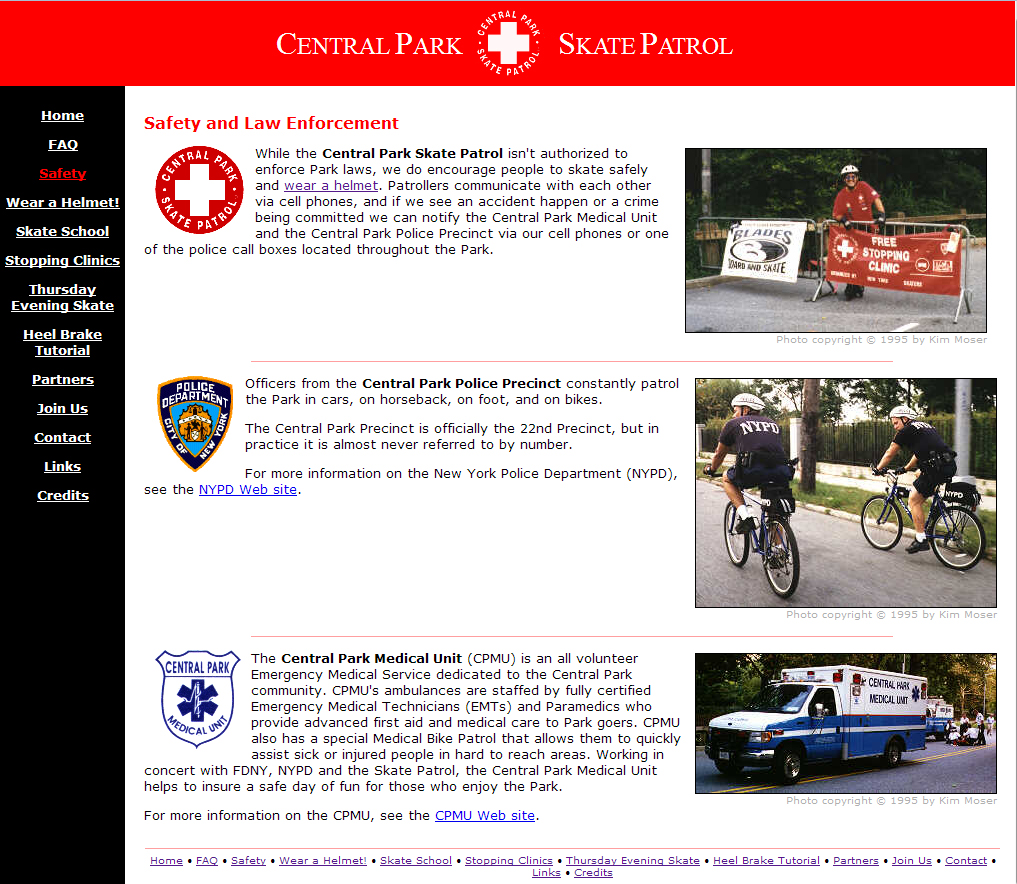 CENTRAL PARK
CENTRAL PARK
SKATE PATROL
SKATE PATROL
Home
FAQ
Safety
Wear a Helmet!
Skate School
Stopping Clinics
Thursday
Evening Skate
Heel Brake
Tutorial
Partners
Join Us
Contact
Links
Credits
Safety and Law Enforcement
CENTRAL PARK
SKATE PATROL
While the Central Park Skate Patrol isn't authorized to
enforce Park laws, we do encourage people to skate safely
and wear a helmet. Patrollers communicate with each other
via cell phones, and if we see an accident happen or a crime
being committed we can notify the Central Park Medical Unit
and the Central Park Police Precinct via our cell phones or one
of the police call boxes located throughout the Park.
BLADES
BOARD AND SKATE
FREE
STOPPING
CLINIC
NEW YORK
Photo copyright © 1995 by Kim Moser
POLICE
DEPARTMENT
CITY OF NEW YORK
Officers from the Central Park Police Precinct constantly patrol
the Park in cars, on horseback, on foot, and on bikes.
The Central Park Precinct is officially the 22nd Precinct, but in
practice it is almost never referred to by number.
For more information on the New York Police Department (NYPD),
see the NYPD Web site.
NYPD
NYPD
Photo copyright © 1995 by Kim Moser
CENTRAL PARK
MEDICAL UNIT
The Central Park Medical Unit (CPMU) is an all volunteer
Emergency Medical Service dedicated to the Central Park
community. CPMU's ambulances are staffed by fully certified
Emergency Medical Technicians (EMTs) and Paramedics who
provide advanced first aid and medical care to Park goers. CPMU
also has a special Medical Bike Patrol that allows them to quickly
assist sick or injured people in hard to reach areas. Working in
concert with FDNY, NYPD and the Skate Patrol, the Central Park Medical Unit
helps to insure a safe day of fun for those who enjoy the Park.
For more information on the CPMU, see the CPMU Web site.
CENTRAL PARK
MEDICAL UNIT
Photo copyright © 1995 by Kim Moser
Home • FAQ • Safety • Wear a Helmet! • Skate School • Stopping Clinics • Thursday Evening Skate • Heel Brake Tutorial • Partners • Join Us • Contact •
Links • Credits